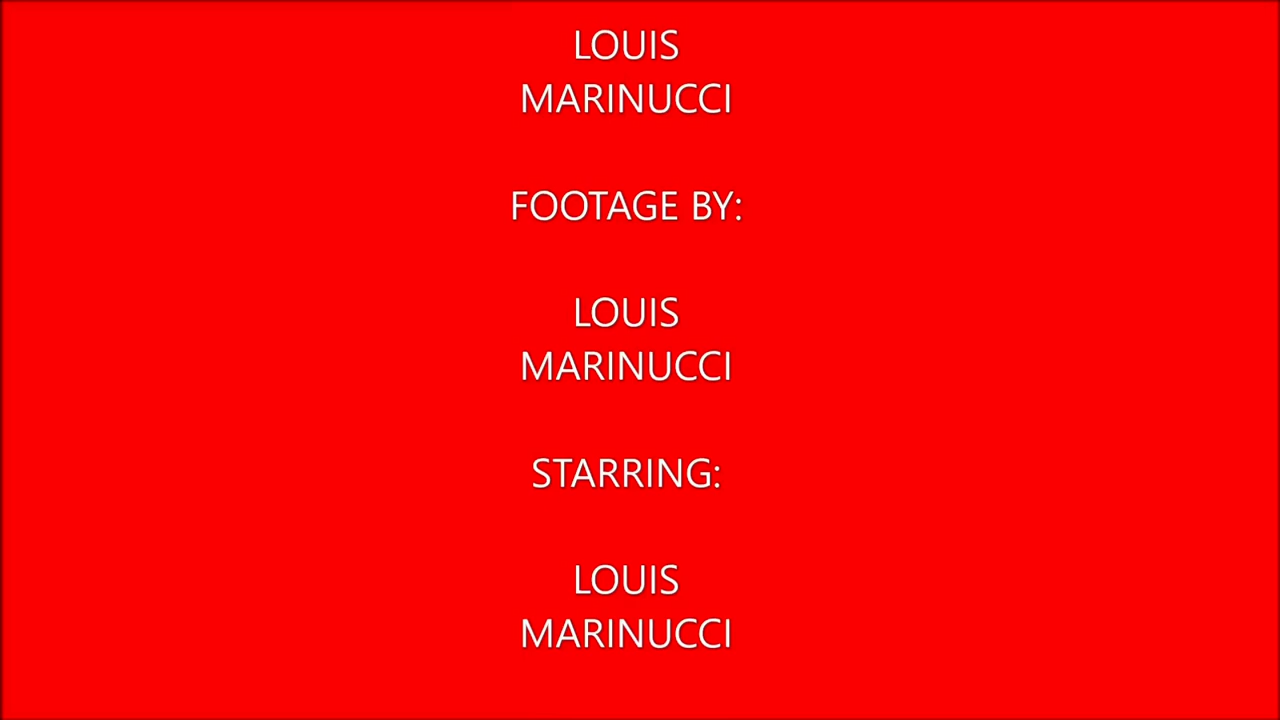 LOUIS
MARINUCCI
FOOTAGE BY:
LOUIS
MARINUCCI
STARRING:
LOUIS
MARINUCCI